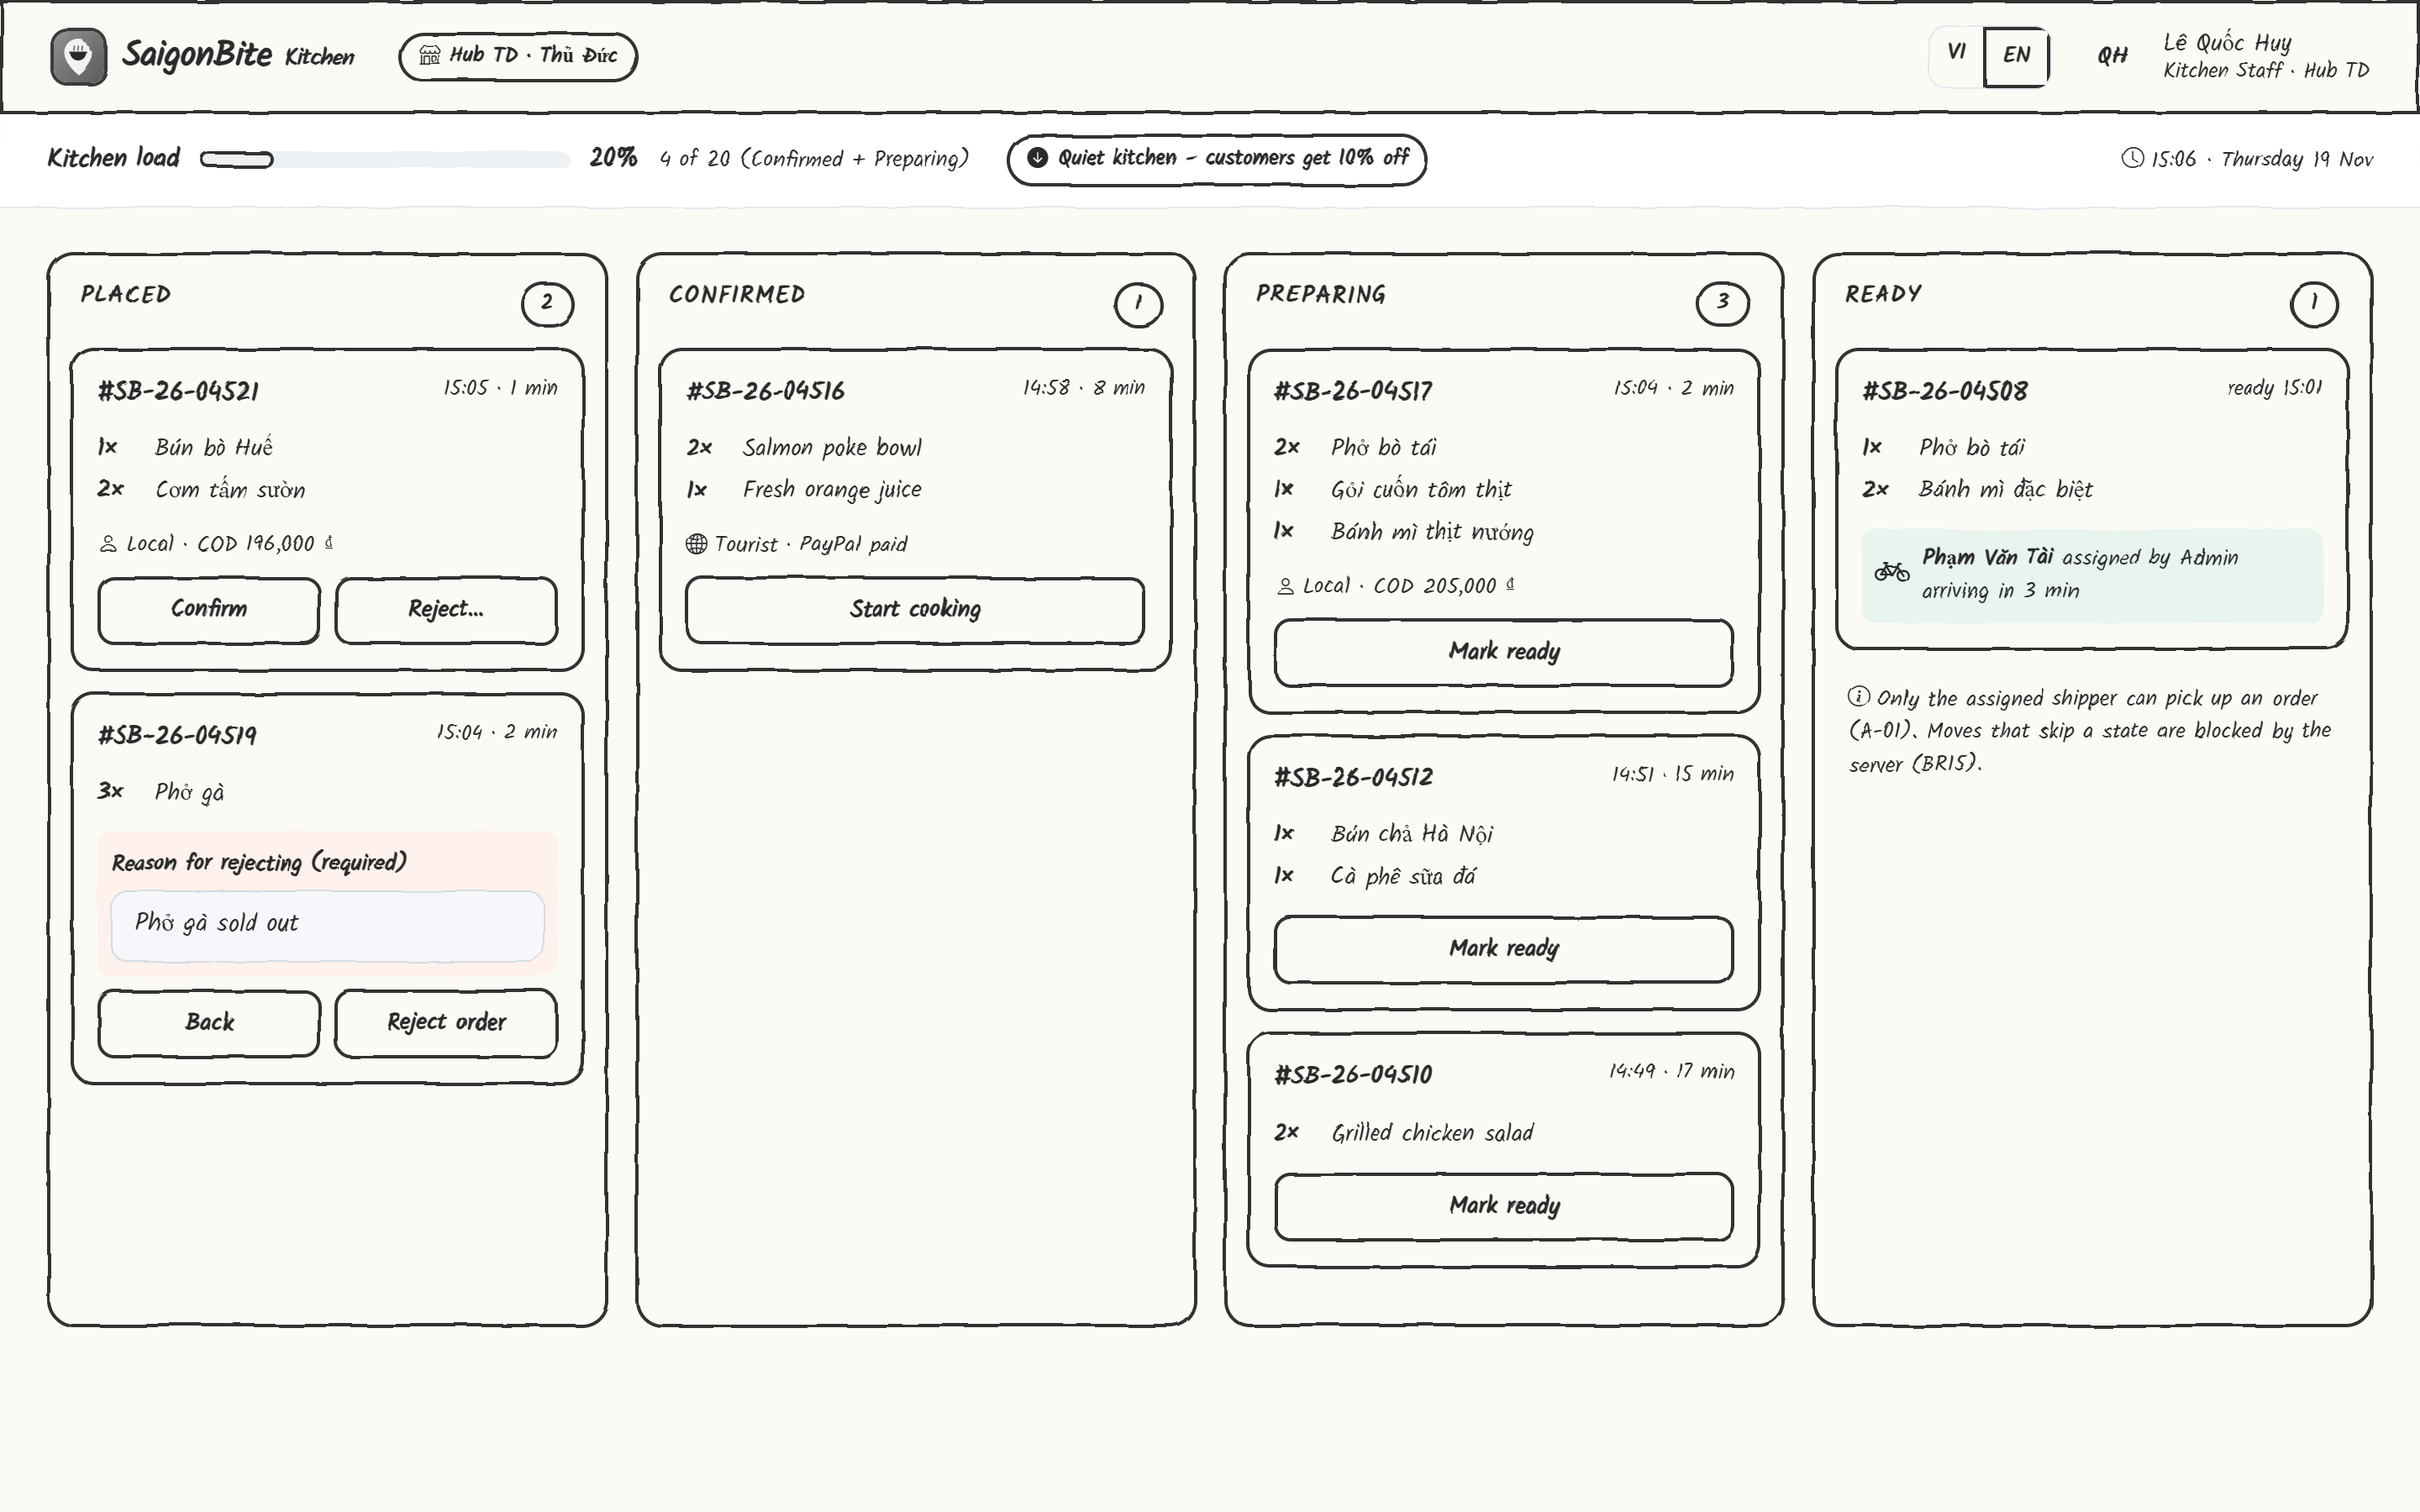 SaigonBite Kitchen
Hub TD · Thủ Đức
VI
EN
QH
Lê Quốc Huy
Kitchen Staff · Hub TD
Kitchen load
20%
4 of 20 (Confirmed + Preparing)
Quiet kitchen – customers get 10% off
15:06 · Thursday 19 Nov
PLACED
2
#SB-26-04521
15:05 · 1 min
1x Bún bò Huế
2x Cơm tấm sườn
Local · COD 196,000 ₫
Confirm
Reject...
#SB-26-04519
15:04 · 2 min
3x Phở gà
Reason for rejecting (required)
Phở gà sold out
Back
Reject order
CONFIRMED
1
#SB-26-04516
14:58 · 8 min
2x Salmon poke bowl
1x Fresh orange juice
Tourist · PayPal paid
Start cooking
PREPARING
3
#SB-26-04517
15:04 · 2 min
2x Phở bò tái
1x Gỏi cuốn tôm thịt
1x Bánh mì thịt nướng
Local · COD 205,000 ₫
Mark ready
#SB-26-04512
14:51 · 15 min
1x Bún chả Hà Nội
1x Cà phê sữa đá
Mark ready
#SB-26-04510
14:49 · 17 min
2x Grilled chicken salad
Mark ready
READY
1
#SB-26-04508
ready 15:01
1x Phở bò tái
2x Bánh mì đặc biệt
Phạm Văn Tài assigned by Admin
arriving in 3 min
Only the assigned shipper can pick up an order
(A-01). Moves that skip a state are blocked by the
server (BR15).